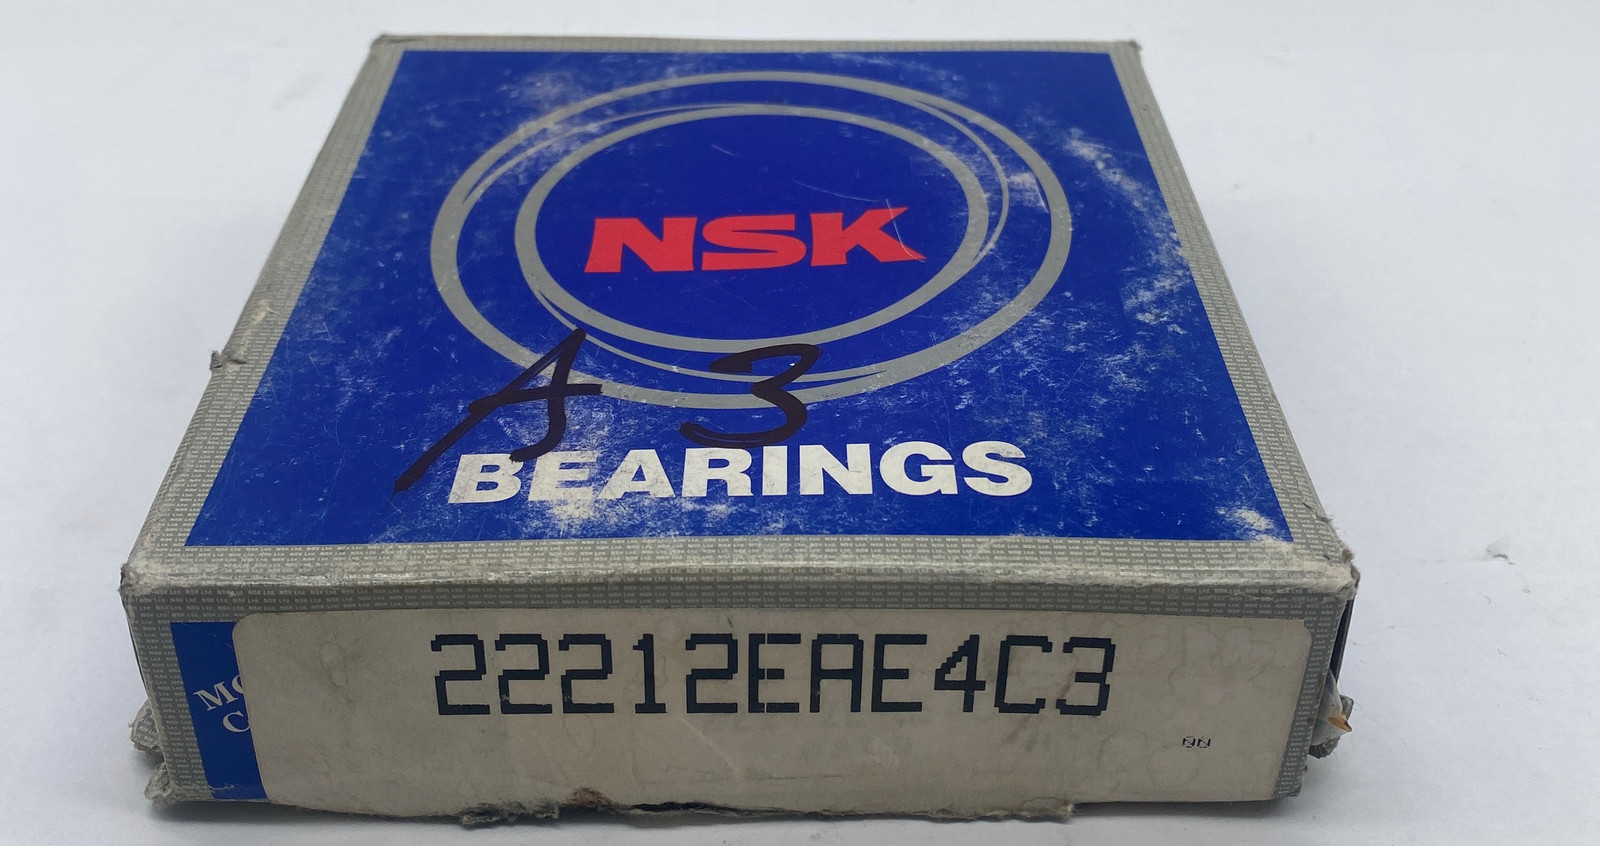 NSK
A 3
BEARINGS
22212EAE4C3